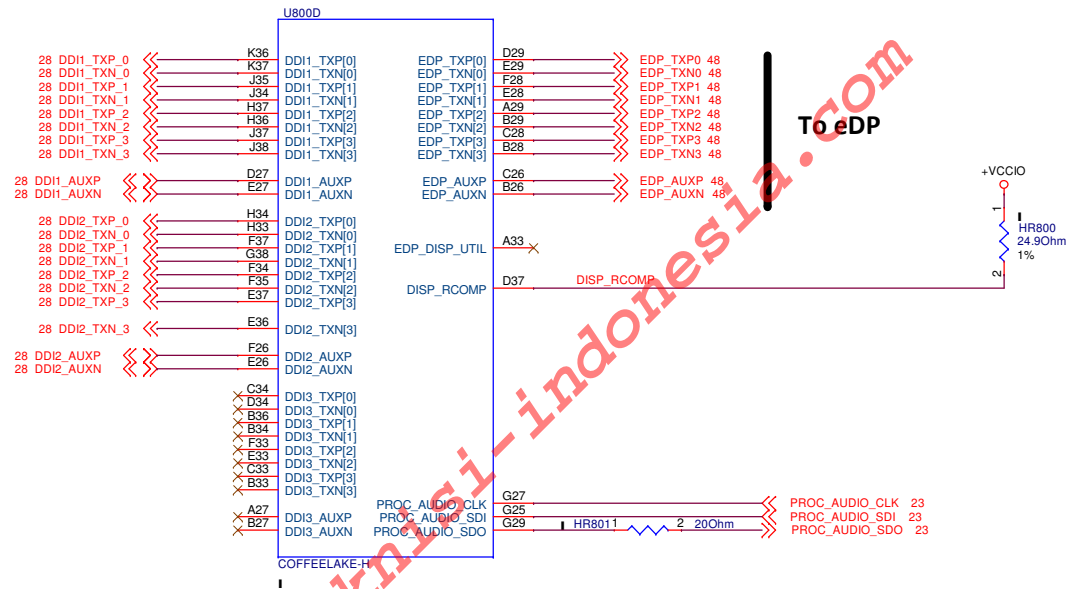 U800D
28 DDI1_TXP_0 K36 DDI1_TXP[0] EDP_TXP[0] D29 EDP_TXP0 48
28 DDI1_TXN_0 K37 DDI1_TXN[0] EDP_TXN[0] E29 EDP_TXN0 48
28 DDI1_TXP_1 J35 DDI1_TXP[1] EDP_TXP[1] F28 EDP_TXP1 48
28 DDI1_TXN_1 J34 DDI1_TXN[1] EDP_TXN[1] E28 EDP_TXN1 48
28 DDI1_TXP_2 H37 DDI1_TXP[2] EDP_TXP[2] A29 EDP_TXP2 48
28 DDI1_TXN_2 H36 DDI1_TXN[2] EDP_TXN[2] B29 EDP_TXN2 48
28 DDI1_TXP_3 J37 DDI1_TXP[3] EDP_TXP[3] C28 EDP_TXP3 48
28 DDI1_TXN_3 J38 DDI1_TXN[3] EDP_TXN[3] B28 EDP_TXN3 48
To eDP
28 DDI1_AUXP D27 DDI1_AUXP EDP_AUXP C26 EDP_AUXP 48
28 DDI1_AUXN E27 DDI1_AUXN EDP_AUXN B26 EDP_AUXN 48
+VCCIO
28 DDI2_TXP_0 H34 DDI2_TXP[0] 1
28 DDI2_TXN_0 H33 DDI2_TXN[0] HR800
28 DDI2_TXP_1 F37 DDI2_TXP[1] EDP_DISP_UTIL A33 24.9Ohm
28 DDI2_TXN_1 G38 DDI2_TXN[1] 1%
28 DDI2_TXP_2 F34 DDI2_TXP[2] 2
28 DDI2_TXN_2 F35 DDI2_TXN[2] DISP_RCOMP D37 DISP_RCOMP
28 DDI2_TXP_3 E37 DDI2_TXP[3]
28 DDI2_TXN_3 E36 DDI2_TXN[3]
28 DDI2_AUXP F26 DDI2_AUXP
28 DDI2_AUXN E26 DDI2_AUXN
C34 DDI3_TXP[0]
D34 DDI3_TXN[0]
B36 DDI3_TXP[1]
B34 DDI3_TXN[1]
F33 DDI3_TXP[2]
E33 DDI3_TXN[2]
C33 DDI3_TXP[3]
B33 DDI3_TXN[3]
PROC_AUDIO_CLK G27 PROC_AUDIO_CLK 23
A27 DDI3_AUXP PROC_AUDIO_SDI G25 PROC_AUDIO_SDI 23
B27 DDI3_AUXN PROC_AUDIO_SDO G29 HR801 1 2 20Ohm PROC_AUDIO_SDO 23
COFFEELAKE-H
knisi-indonesia.com